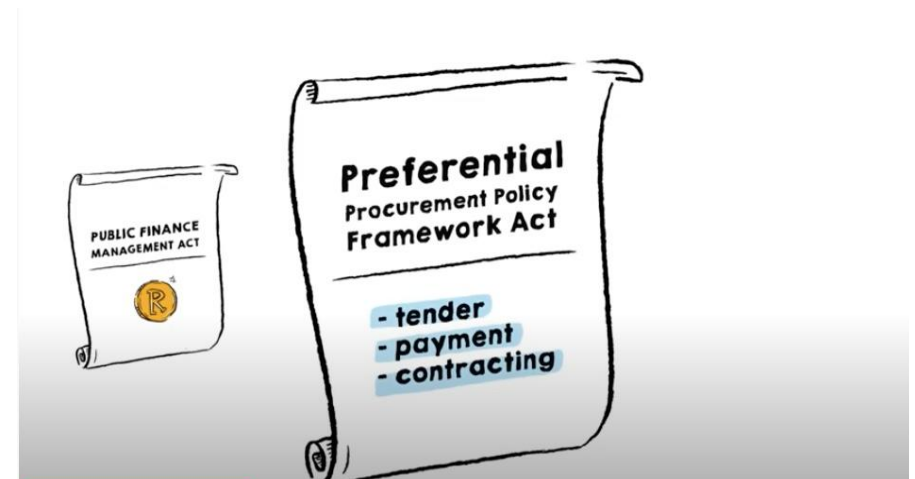 PUBLIC FINANCE
MANAGEMENT ACT
R
Preferential
Procurement Policy
Framework Act
- tender
- payment
- contracting